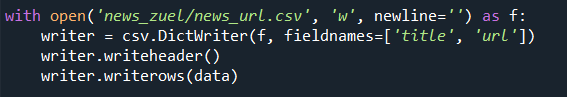 with open('news_zuel/news_url.csv', 'w', newline='') as f:
    writer = csv.DictWriter(f, fieldnames=['title', 'url'])
    writer.writeheader()
    writer.writerows(data)